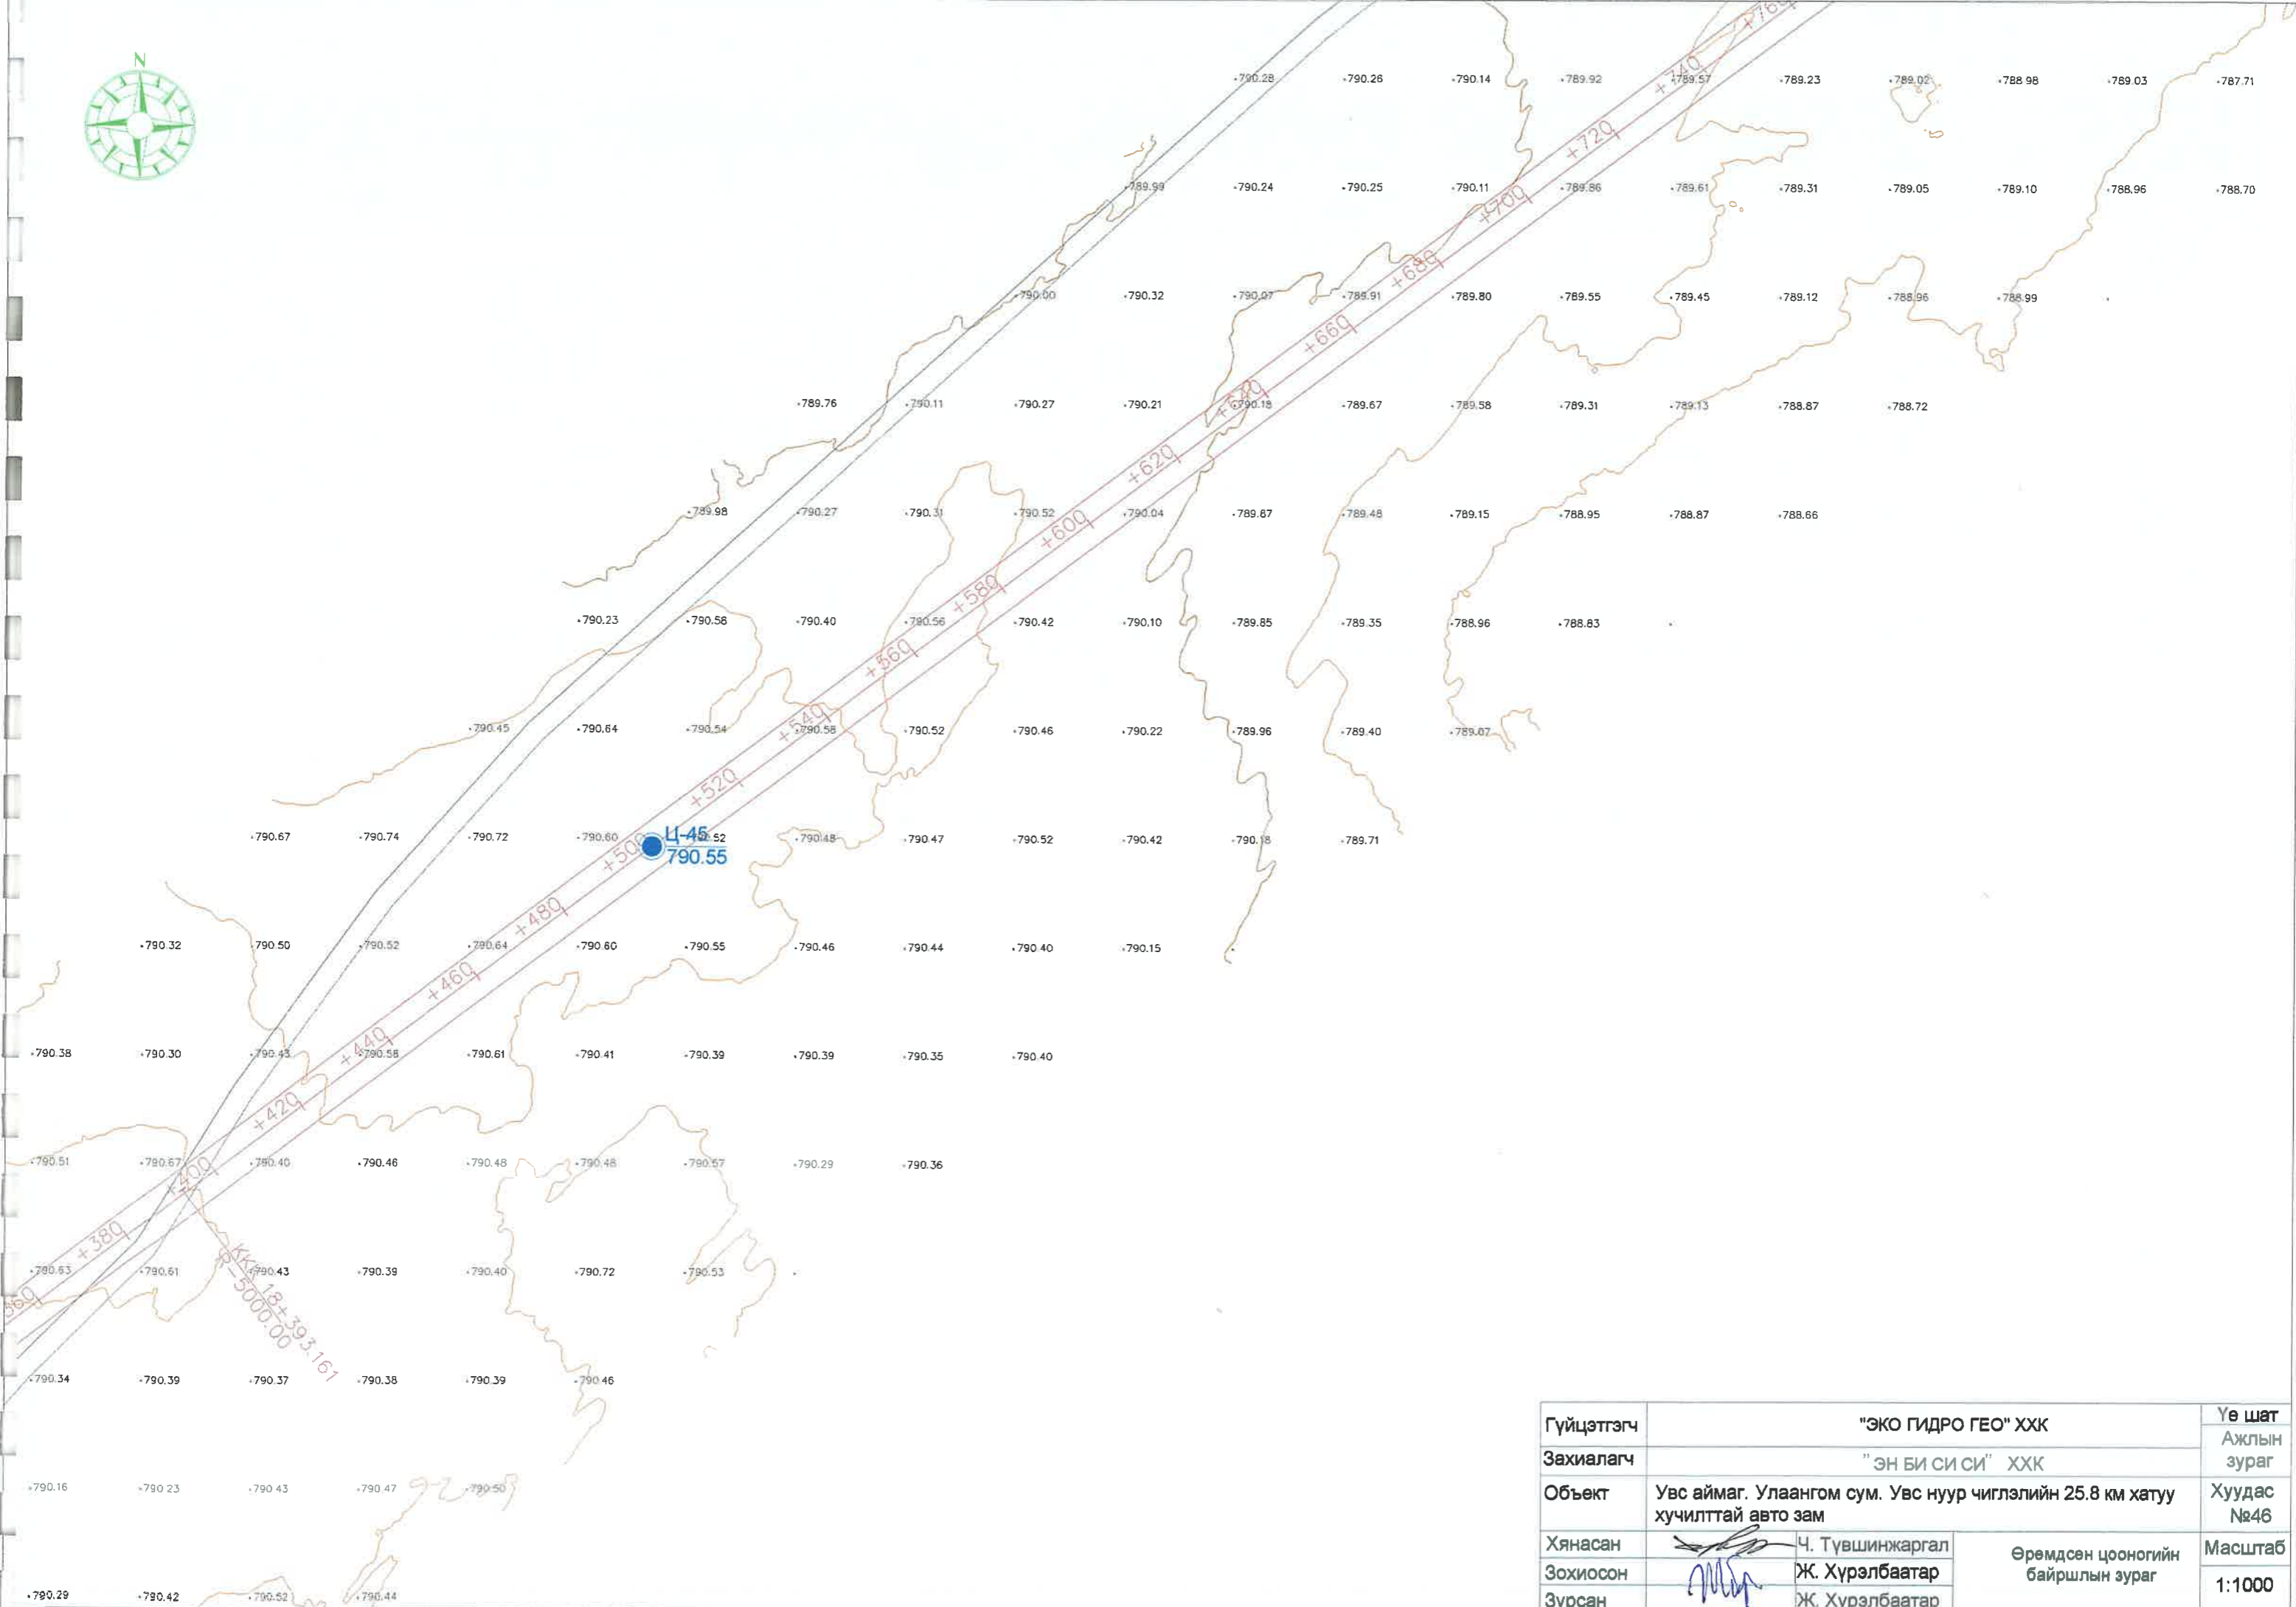 N
+760
·790.28 ·790.26 ·790.14 ·789.92 ·789.57 ·789.23 ·789.02 ·788.98 ·789.03 ·787.71
+740
+720
·789.99 ·790.24 ·790.25 ·790.11 ·789.86 ·789.61 ·789.31 ·789.05 ·789.10 ·788.96 ·788.70
+700
+680
·790.00 ·790.32 ·790.07 ·789.91 ·789.80 ·789.55 ·789.45 ·789.12 ·788.96 ·788.99
+660
+640
·789.76 ·790.11 ·790.27 ·790.21 ·790.18 ·789.67 ·789.58 ·789.31 ·789.13 ·788.87 ·788.72
+620
·789.98 ·790.27 ·790.31 ·790.52 ·790.04 ·789.87 ·789.48 ·789.15 ·788.95 ·788.87 ·788.66
+600
+580
·790.23 ·790.58 ·790.40 ·790.56 ·790.42 ·790.10 ·789.85 ·789.35 ·788.96 ·788.83
+560
+540
·790.45 ·790.64 ·790.54 ·790.58 ·790.52 ·790.46 ·790.22 ·789.96 ·789.40 ·789.07
+520
·790.67 ·790.74 ·790.72 ·790.60 Ц-45 52 ·790.48 ·790.47 ·790.52 ·790.42 ·790.18 ·789.71
+500 790.55
+480
·790.32 790.50 ·790.52 ·790.64 ·790.60 ·790.55 ·790.46 ·790.44 ·790.40 ·790.15
+460
+440
·790.38 ·790.30 ·790.43 ·790.58 ·790.61 ·790.41 ·790.39 ·790.39 ·790.35 ·790.40
+420
·790.51 ·790.67 ·790.40 ·790.46 ·790.48 ·790.48 ·790.57 ·790.29 ·790.36
+400
+380
·790.63 ·790.61 ·790.43 ·790.39 ·790.40 ·790.72 ·790.53
18+393.161
R-5000.00
·790.34 ·790.39 ·790.37 ·790.38 ·790.39 ·790.46
·790.16 ·790.23 ·790.43 ·790.47 ·790.50
·790.29 ·790.42 ·790.52 ·790.44
Гүйцэтгэгч "ЭКО ГИДРО ГЕО" ХХК Үе шат
Захиалагч "ЭН БИ СИ СИ" ХХК Ажлын
зураг
Объект Увс аймаг. Улаангом сум. Увс нуур чиглэлийн 25.8 км хатуу
хучилттай авто зам
Хуудас
№46
Хянасан Ч. Түвшинжаргал
Зохиосон Ж. Хүрэлбаатар
Зурсан Ж. Хүрэлбаатар
Өрөмдсөн цооногийн
байршлын зураг
Масштаб
1:1000